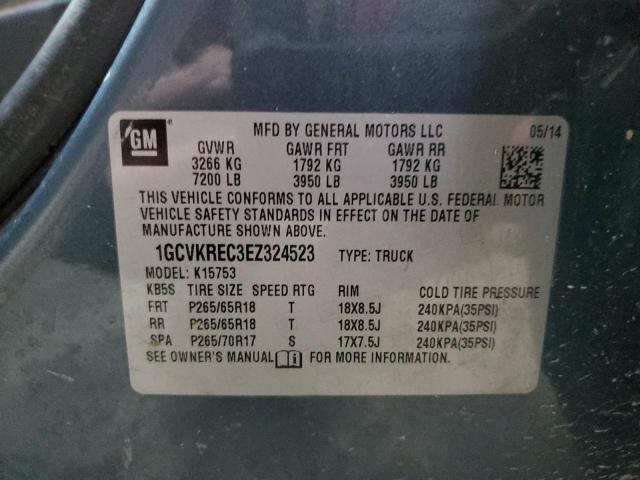 GM
MFD BY GENERAL MOTORS LLC 05/14
GVWR GAWR FRT GAWR RR
3266 KG 1792 KG 1792 KG
7200 LB 3950 LB 3950 LB
THIS VEHICLE CONFORMS TO ALL APPLICABLE U.S. FEDERAL MOTOR
VEHICLE SAFETY STANDARDS IN EFFECT ON THE DATE OF
MANUFACTURE SHOWN ABOVE.
1GCVKREC3EZ324523 TYPE: TRUCK
MODEL: K15753
KB5S TIRE SIZE SPEED RTG RIM COLD TIRE PRESSURE
FRT P265/65R18 T 18X8.5J 240KPA(35PSI)
RR P265/65R18 T 18X8.5J 240KPA(35PSI)
SPA P265/70R17 S 17X7.5J 240KPA(35PSI)
SEE OWNER'S MANUAL FOR MORE INFORMATION.